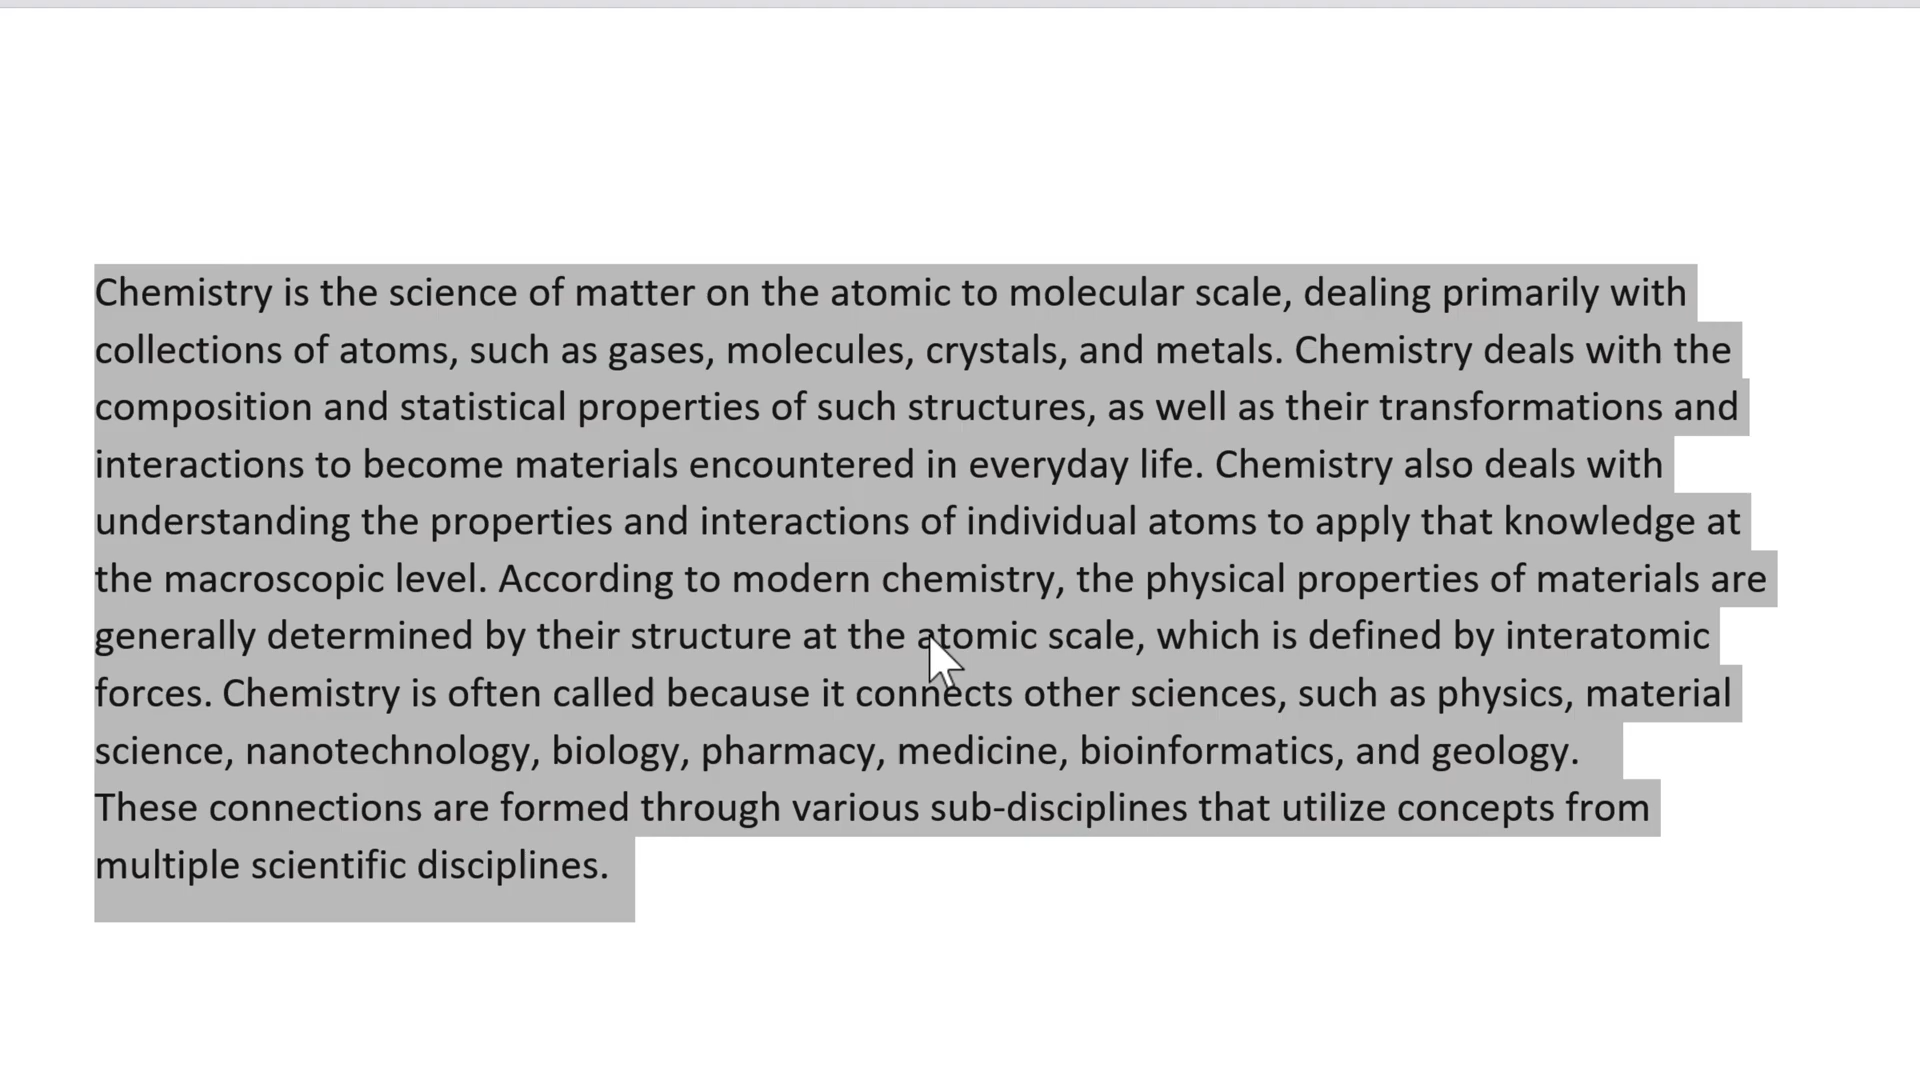 Chemistry is the science of matter on the atomic to molecular scale, dealing primarily with
collections of atoms, such as gases, molecules, crystals, and metals. Chemistry deals with the
composition and statistical properties of such structures, as well as their transformations and
interactions to become materials encountered in everyday life. Chemistry also deals with
understanding the properties and interactions of individual atoms to apply that knowledge at
the macroscopic level. According to modern chemistry, the physical properties of materials are
generally determined by their structure at the atomic scale, which is defined by interatomic
forces. Chemistry is often called because it connects other sciences, such as physics, material
science, nanotechnology, biology, pharmacy, medicine, bioinformatics, and geology.
These connections are formed through various sub-disciplines that utilize concepts from
multiple scientific disciplines.